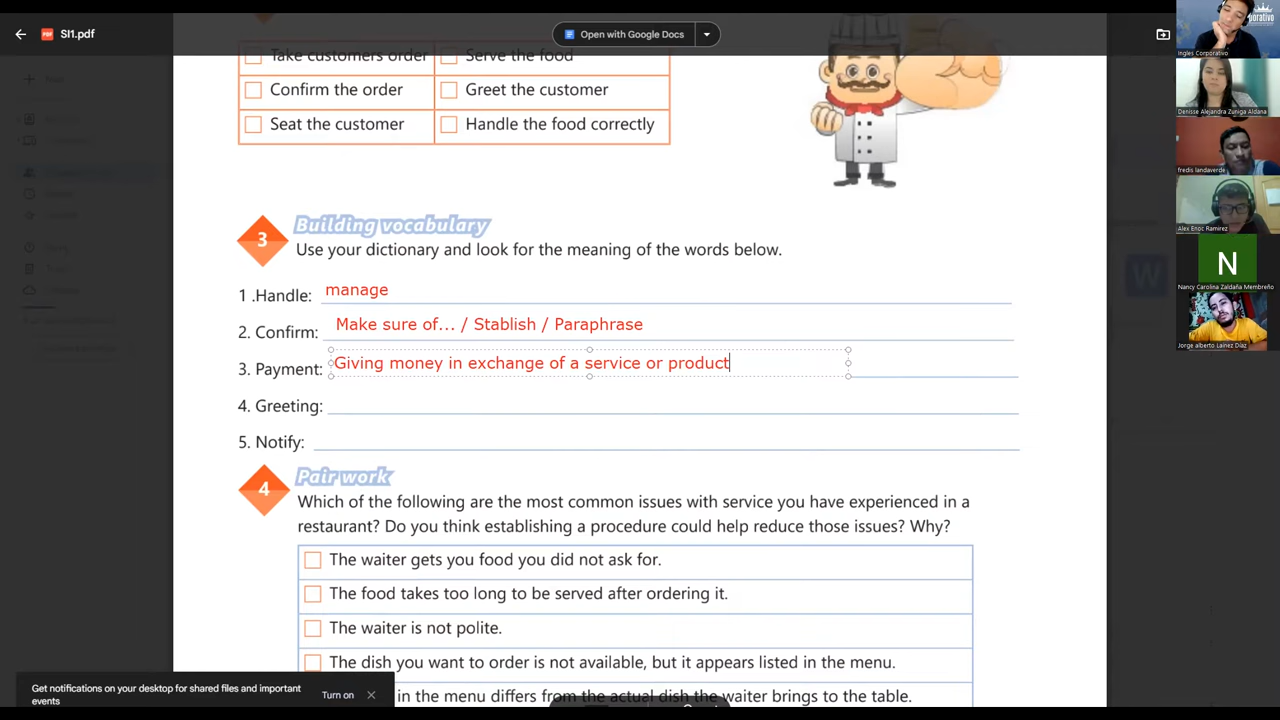 SI1.pdf
Open with Google Docs
Take customers order
Serve the food
Confirm the order
Greet the customer
Seat the customer
Handle the food correctly
3
Building vocabulary
Use your dictionary and look for the meaning of the words below.
1 .Handle: manage
2. Confirm: Make sure of... / Stablish / Paraphrase
3. Payment: Giving money in exchange of a service or product
4. Greeting:
5. Notify:
4
Pair work
Which of the following are the most common issues with service you have experienced in a
restaurant? Do you think establishing a procedure could help reduce those issues? Why?
The waiter gets you food you did not ask for.
The food takes too long to be served after ordering it.
The waiter is not polite.
The dish you want to order is not available, but it appears listed in the menu.
in the menu differs from the actual dish the waiter brings to the table.
Get notifications on your desktop for shared files and important
events
Turn on
Ingles Corporativo
Denisse Alejandra Zuniga Aldana
fredis landaverde
Alex Enoc Ramirez
N
Nancy Carolina Zaldaña Membreño
Jorge alberto Lainez Diaz